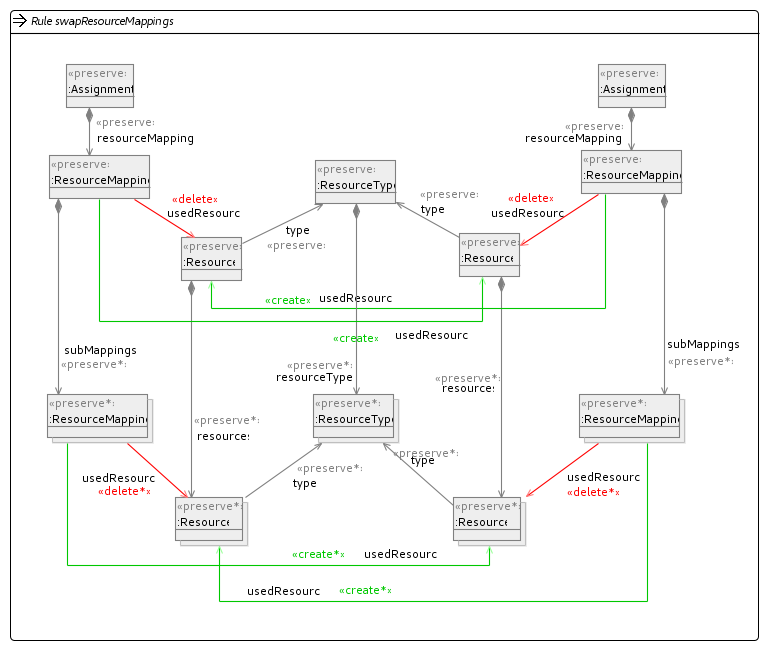 Rule swapResourceMappings
«preserve:
:Assignment
«preserve:
:Assignment
«preserve:
resourceMapping
«preserve:
resourceMapping
«preserve:
:ResourceMapping
«preserve:
:ResourceType
«preserve:
:ResourceMapping
«delete»
usedResourc
«preserve:
type
«delete»
usedResourc
type
«preserve:
«preserve:
:Resource
«preserve:
:Resource
«create» usedResourc
«create» usedResourc
subMappings
«preserve*:
subMappings
«preserve*:
«preserve*:
resourceType
«preserve*:
resource:
«preserve*:
:ResourceMapping
«preserve*:
:ResourceType
«preserve*:
:ResourceMapping
«preserve*:
resource:
«preserve*:
type
«preserve*:
type
usedResourc
«delete*»
usedResourc
«delete*»
«preserve*:
:Resource
«preserve*:
:Resource
«create*» usedResourc
usedResourc «create*»